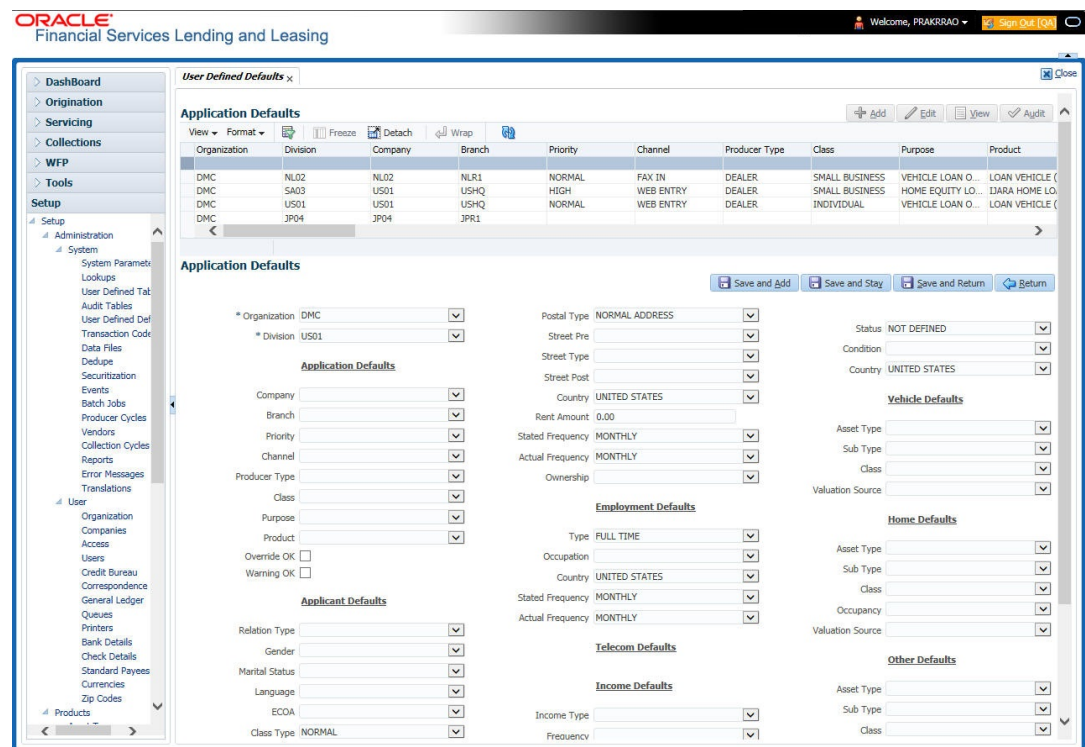 ORACLE
Financial Services Lending and Leasing
Welcome, PRAKRRAO
Sign Out [QA]
Close
DashBoard
Origination
Servicing
Collections
WFP
Tools
Setup
Setup
Administration
System
System Paramete
Lookups
User Defined Tab
Audit Tables
User Defined Def
Transaction Code
Data Files
Dedupe
Securitization
Events
Batch Jobs
Producer Cycles
Vendors
Collection Cycles
Reports
Error Messages
Translations
User
Organization
Companies
Access
Users
Credit Bureau
Correspondence
General Ledger
Queues
Printers
Bank Details
Check Details
Standard Payees
Currencies
Zip Codes
Products
User Defined Defaults
Application Defaults
Add Edit View Audit
View Format Freeze Detach Wrap
Organization Division Company Branch Priority Channel Producer Type Class Purpose Product
DMC NL02 NL02 NLR1 NORMAL FAX IN DEALER SMALL BUSINESS VEHICLE LOAN O... LOAN VEHICLE (
DMC SA03 US01 USHQ HIGH WEB ENTRY DEALER SMALL BUSINESS HOME EQUITY LO... IJARA HOME LO
DMC US01 US01 USHQ NORMAL WEB ENTRY DEALER INDIVIDUAL VEHICLE LOAN O... LOAN VEHICLE (
DMC JP04 JP04 JPR1
Application Defaults
Save and Add Save and Stay Save and Return Return
* Organization DMC
* Division US01
Application Defaults
Company
Branch
Priority
Channel
Producer Type
Class
Purpose
Product
Override OK
Warning OK
Applicant Defaults
Relation Type
Gender
Marital Status
Language
ECOA
Class Type NORMAL
Postal Type NORMAL ADDRESS
Street Pre
Street Type
Street Post
Country UNITED STATES
Rent Amount 0.00
Stated Frequency MONTHLY
Actual Frequency MONTHLY
Ownership
Employment Defaults
Type FULL TIME
Occupation
Country UNITED STATES
Stated Frequency MONTHLY
Actual Frequency MONTHLY
Telecom Defaults
Income Defaults
Income Type
Frequency
Status NOT DEFINED
Condition
Country UNITED STATES
Vehicle Defaults
Asset Type
Sub Type
Class
Valuation Source
Home Defaults
Asset Type
Sub Type
Class
Occupancy
Valuation Source
Other Defaults
Asset Type
Sub Type
Class